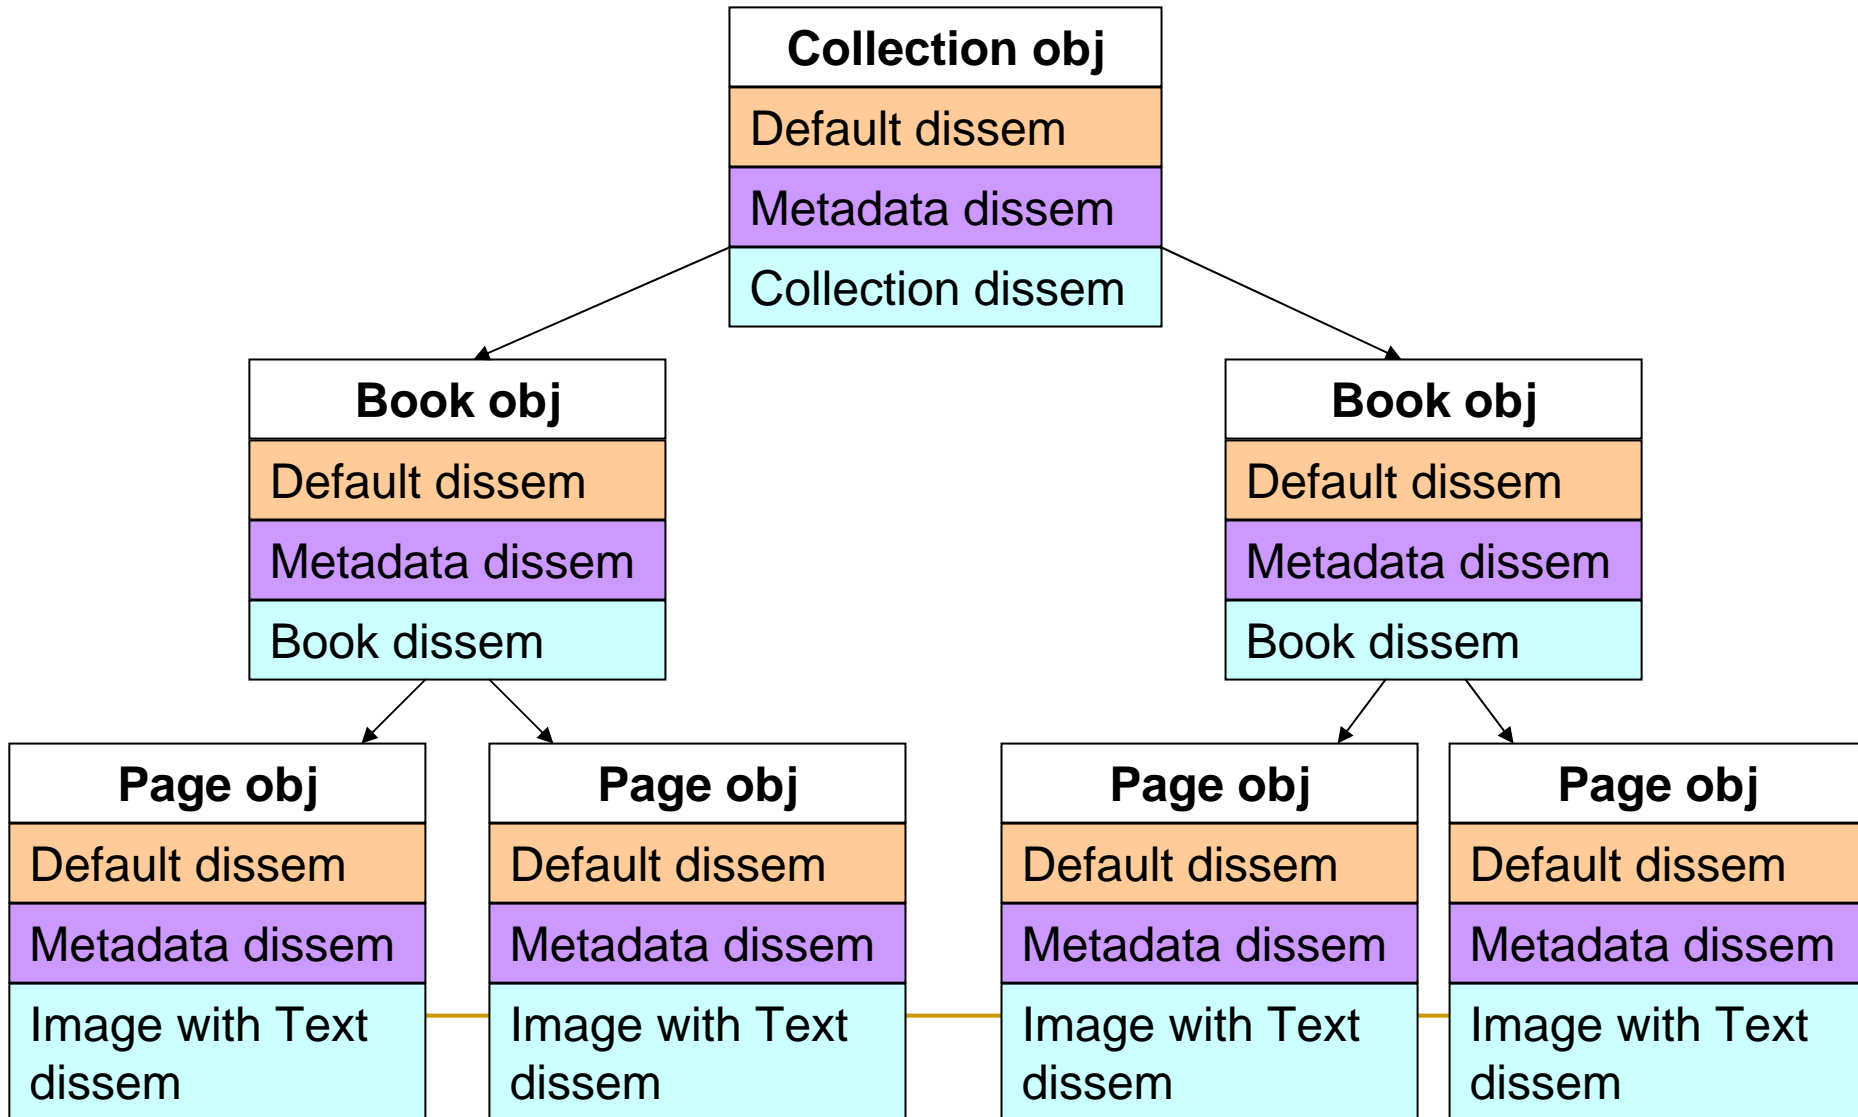 Collection obj
Default dissem
Metadata dissem
Collection dissem
Book obj
Default dissem
Metadata dissem
Book dissem
Book obj
Default dissem
Metadata dissem
Book dissem
Page obj
Default dissem
Metadata dissem
Image with Text
dissem
Page obj
Default dissem
Metadata dissem
Image with Text
dissem
Page obj
Default dissem
Metadata dissem
Image with Text
dissem
Page obj
Default dissem
Metadata dissem
Image with Text
dissem